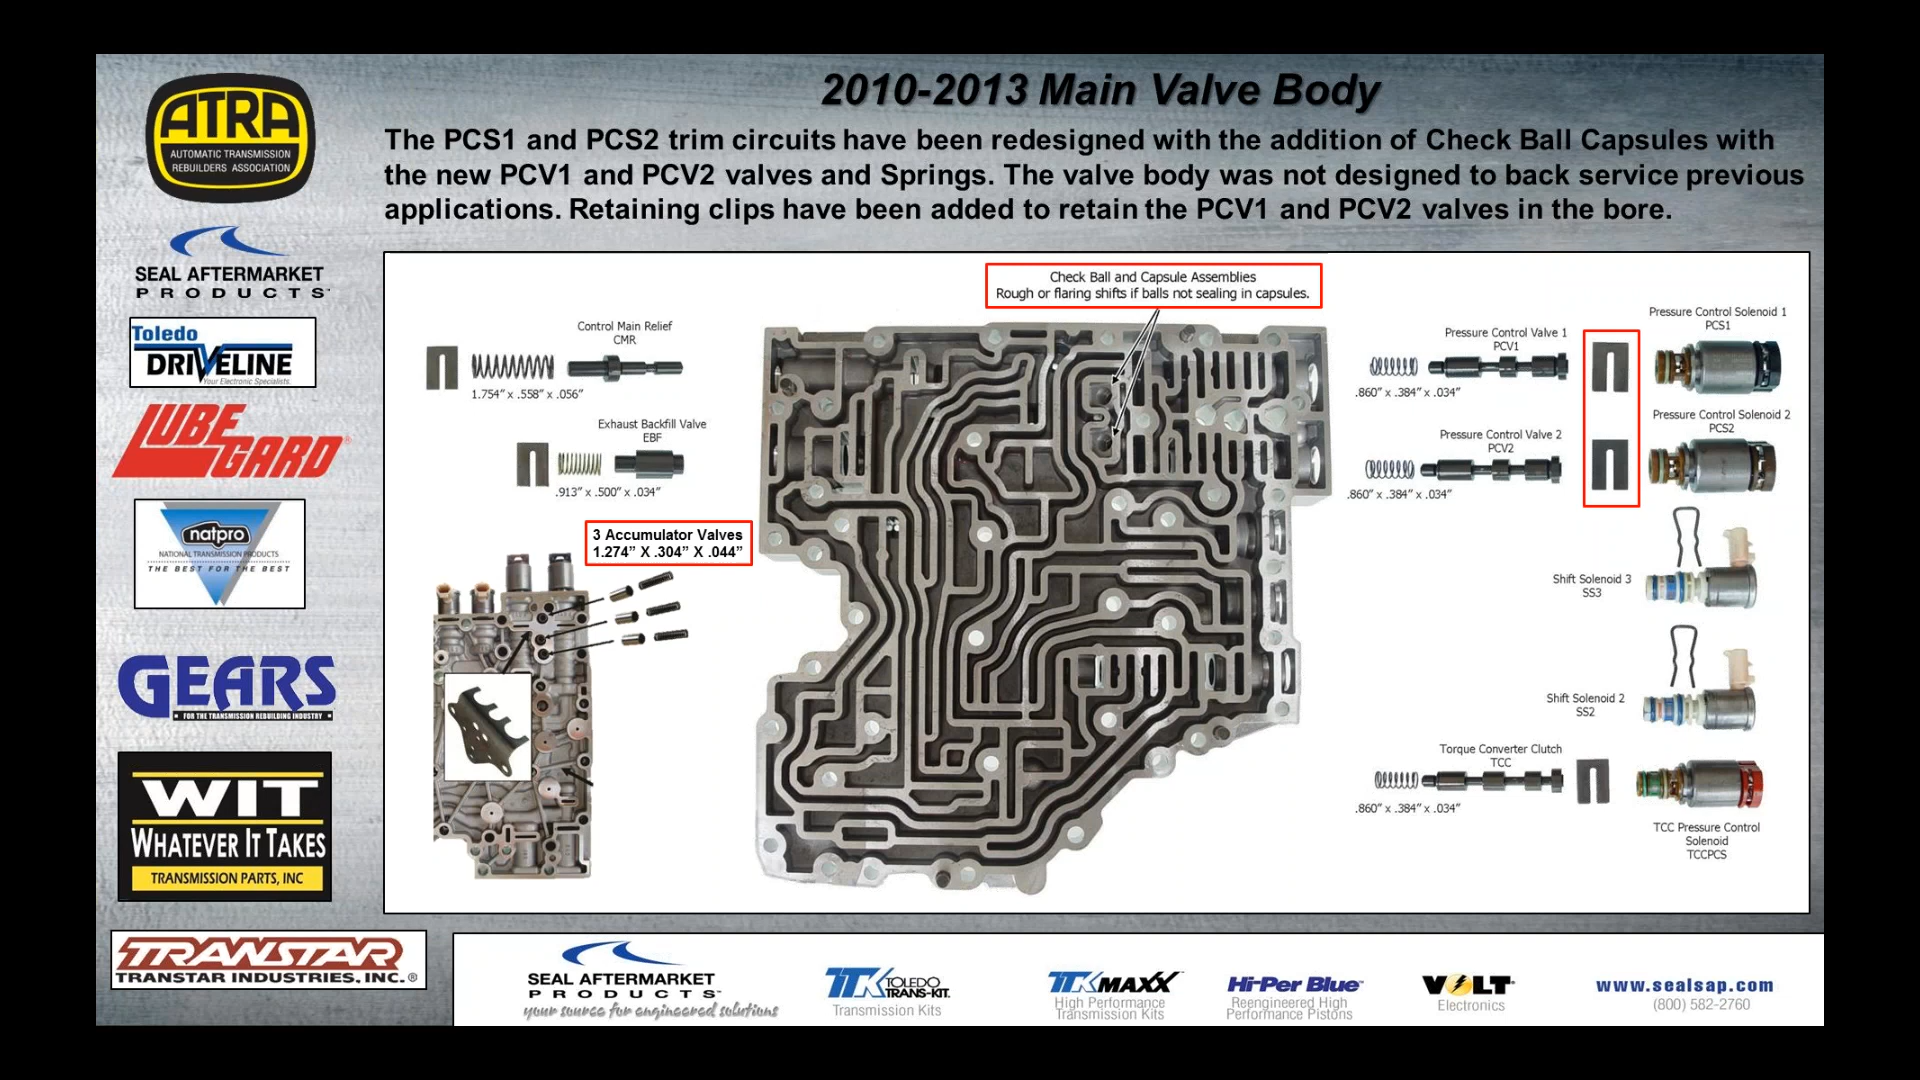 2010-2013 Main Valve Body
The PCS1 and PCS2 trim circuits have been redesigned with the addition of Check Ball Capsules with
the new PCV1 and PCV2 valves and Springs. The valve body was not designed to back service previous
applications. Retaining clips have been added to retain the PCV1 and PCV2 valves in the bore.
ATRA
AUTOMATIC TRANSMISSION
REBUILDERS ASSOCIATION
SEAL AFTERMARKET
PRODUCTS
Toledo
DRIVELINE
Your Electronic Specialists.
LUBE
GARD®
natpro
NATIONAL TRANSMISSION PRODUCTS
THE BEST FOR THE BEST
GEARS
FOR THE TRANSMISSION REBUILDING INDUSTRY
WIT
WHATEVER IT TAKES
TRANSMISSION PARTS, INC
TRANSTAR
TRANSTAR INDUSTRIES, INC.®
Check Ball and Capsule Assemblies
Rough or flaring shifts if balls not sealing in capsules.
Control Main Relief
CMR
1.754” x .558” x .056”
Exhaust Backfill Valve
EBF
.913” x .500” x .034”
3 Accumulator Valves
1.274” X .304” X .044”
Pressure Control Valve 1
PCV1
.860” x .384” x .034”
Pressure Control Solenoid 1
PCS1
Pressure Control Valve 2
PCV2
.860” x .384” x .034”
Pressure Control Solenoid 2
PCS2
Shift Solenoid 3
SS3
Shift Solenoid 2
SS2
Torque Converter Clutch
TCC
.860” x .384” x .034”
TCC Pressure Control
Solenoid
TCCPCS
SEAL AFTERMARKET
PRODUCTS™
your source for engineered solutions
TTK TOLEDO
TRANS-KIT.
Transmission Kits
TTKMAXX
High Performance
Transmission Kits
Hi-Per Blue™
Reengineered High
Performance Pistons
VOLT
Electronics
www.sealsap.com
(800) 582-2760